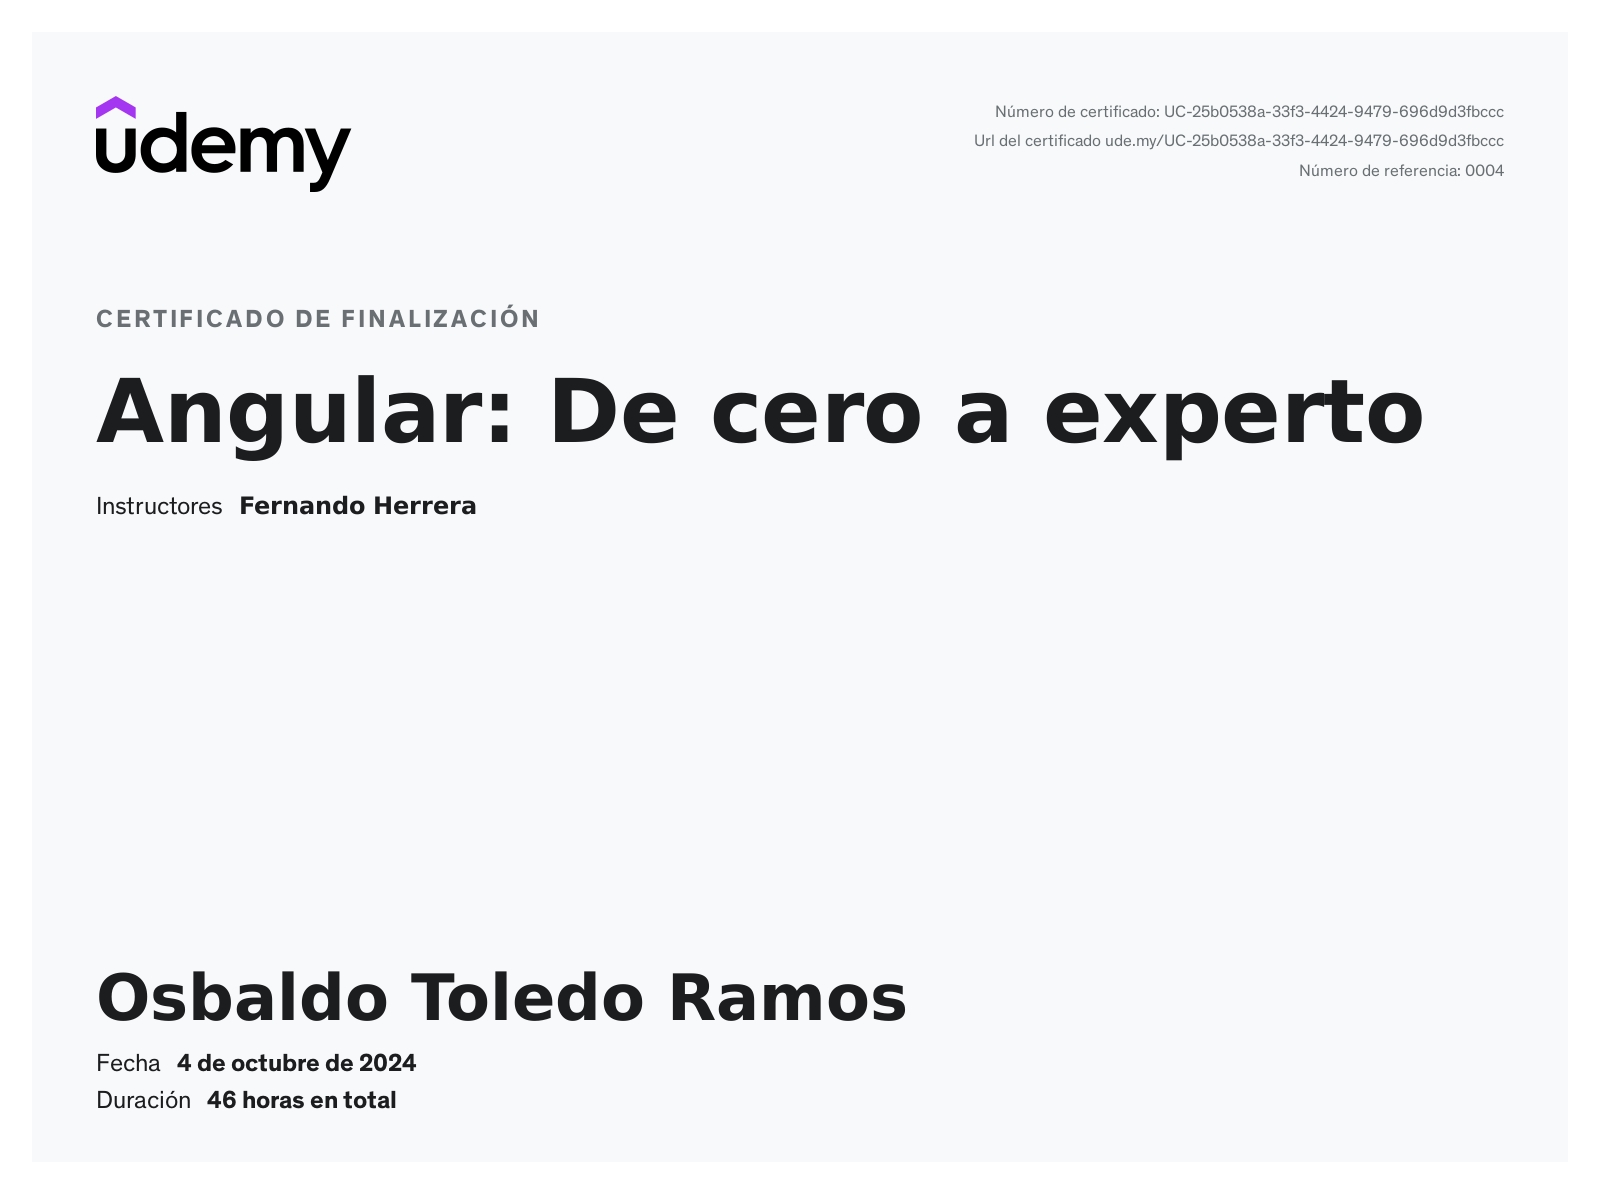 udemy
Número de certificado: UC-25b0538a-33f3-4424-9479-696d9d3fbccc
Url del certificado ude.my/UC-25b0538a-33f3-4424-9479-696d9d3fbccc
Número de referencia: 0004
CERTIFICADO DE FINALIZACIÓN
Angular: De cero a experto
Instructores Fernando Herrera
Osbaldo Toledo Ramos
Fecha 4 de octubre de 2024
Duración 46 horas en total